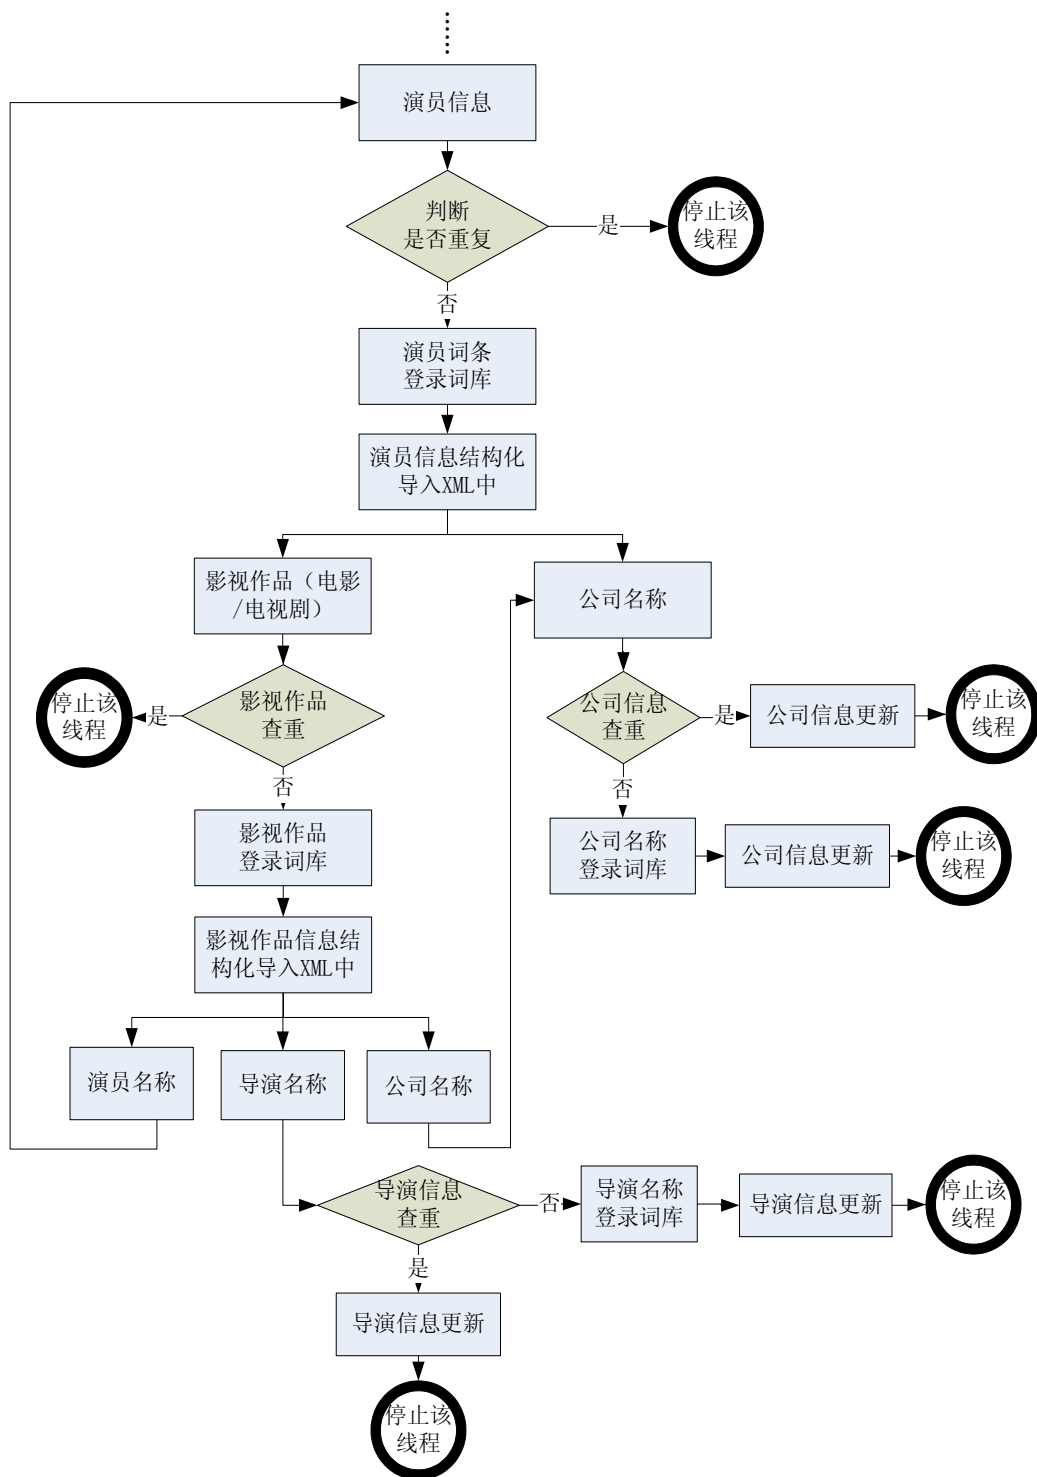 演员信息
判断
是否重复
是
停止该
线程
否
演员词条
登录词库
演员信息结构化
导入XML中
影视作品（电影
/电视剧）
公司名称
影视作品
查重
是
停止该
线程
公司信息
查重
是
公司信息更新
停止该
线程
否
否
影视作品
登录词库
公司名称
登录词库
公司信息更新
停止该
线程
影视作品信息结
构化导入XML中
演员名称
导演名称
公司名称
导演信息
查重
否
导演名称
登录词库
导演信息更新
停止该
线程
是
导演信息更新
停止该
线程